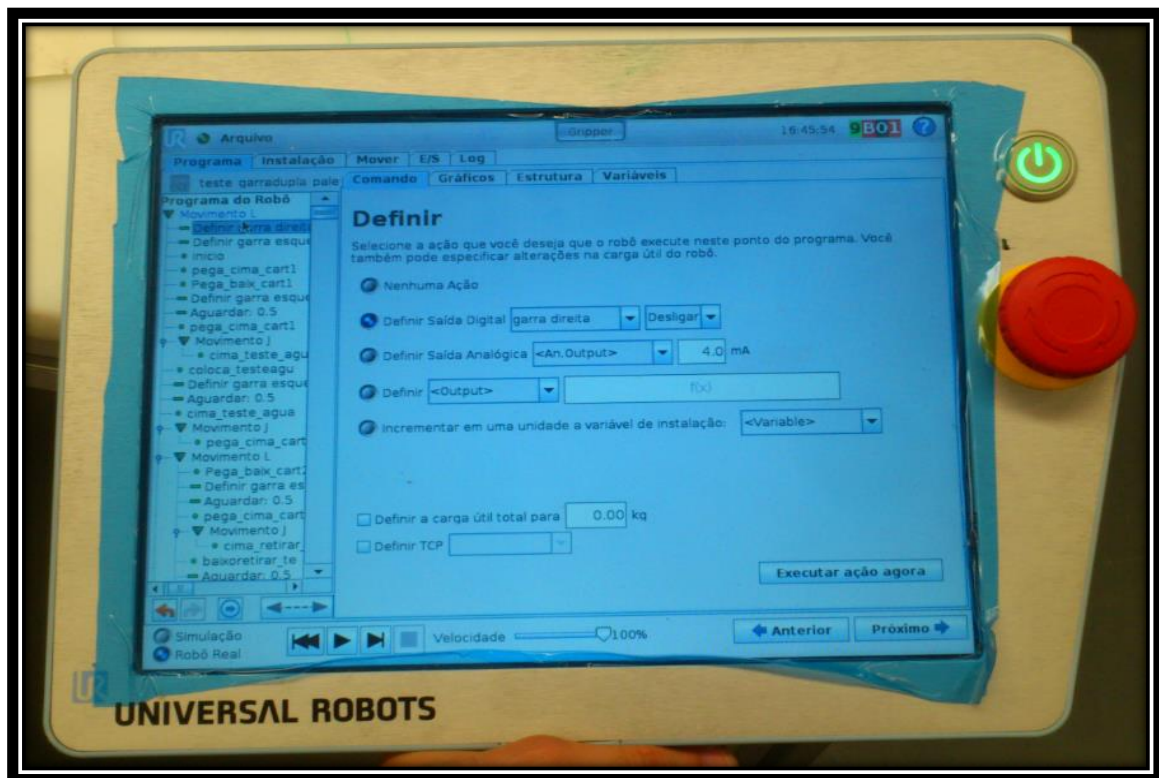 Arquivo
Gripper
16:45:54
9B01
?
Programa Instalação Mover E/S Log
teste garradupla pale
Comando Gráficos Estrutura Variáveis
Programa do Robô
Movimento L
Definir garra direita
Definir garra esque
inicio
pega_cima_cart1
Pega_baix_cart1
Definir garra esque
Aguardar: 0.5
pega_cima_cart1
Movimento J
cima_teste_agu
coloca_testeagu
Definir garra esque
Aguardar: 0.5
cima_teste_agua
Movimento J
pega_cima_cart
Movimento L
Pega_baix_cart2
Definir garra es
Aguardar: 0.5
pega_cima_cart
Movimento J
cima_retirar_
baixoretirar_te
Aguardar: 0.5
Definir
Selecione a ação que você deseja que o robô execute neste ponto do programa. Você
também pode especificar alterações na carga útil do robô.
Nenhuma Ação
Definir Saída Digital garra direita Desligar
Definir Saída Analógica <An.Output> 4.0 mA
Definir <Output> f(x)
Incrementar em uma unidade a variável de instalação: <Variable>
Definir a carga útil total para 0.00 kg
Definir TCP
Executar ação agora
Simulação
Robô Real
Velocidade 100%
Anterior Próximo
UR
UNIVERSAL ROBOTS